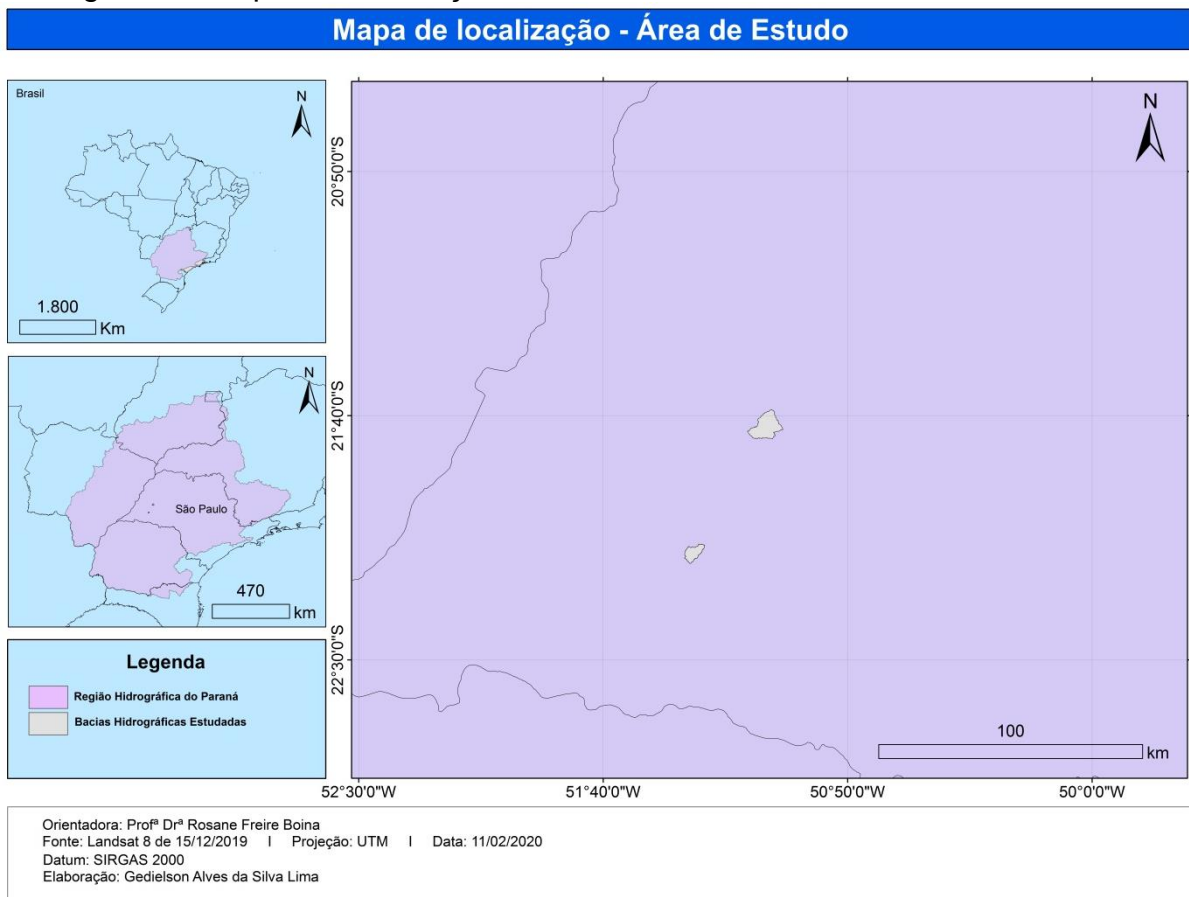 Mapa de localização - Área de Estudo
Brasil
N
1.800
Km
N
São Paulo
470
km
Legenda
Região Hidrográfica do Paraná
Bacias Hidrográficas Estudadas
N
20°50'0"S
21°40'0"S
22°30'0"S
100
km
52°30'0"W
51°40'0"W
50°50'0"W
50°0'0"W
Orientadora: Profª Drª Rosane Freire Boina
Fonte: Landsat 8 de 15/12/2019 I Projeção: UTM I Data: 11/02/2020
Datum: SIRGAS 2000
Elaboração: Gedielson Alves da Silva Lima